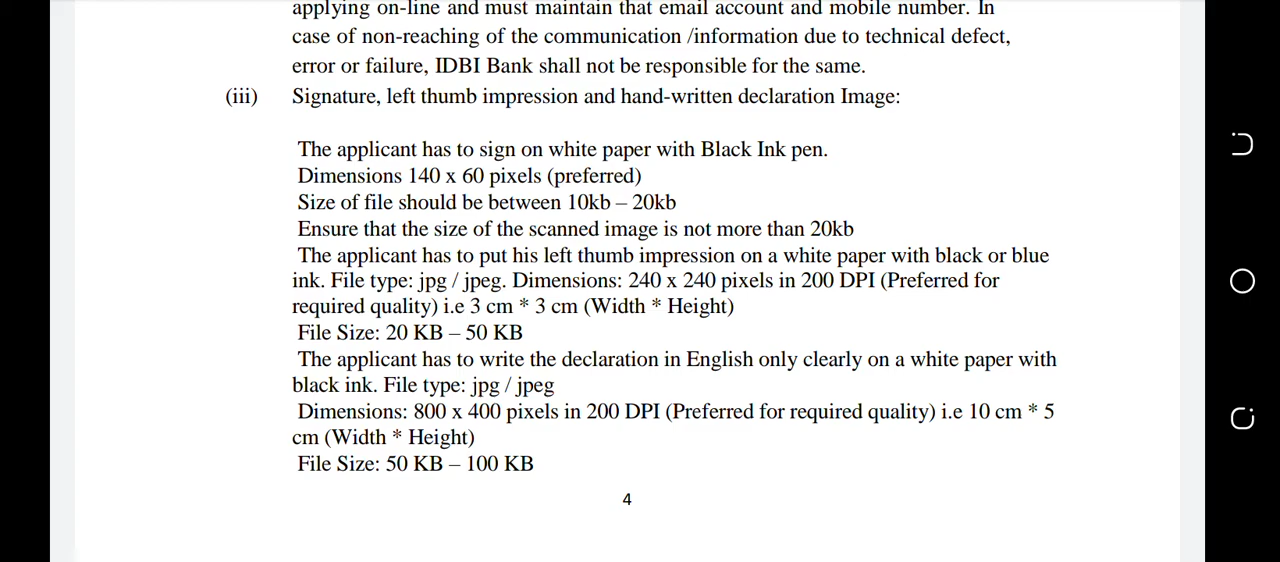 applying on-line and must maintain that email account and mobile number. In
case of non-reaching of the communication /information due to technical defect,
error or failure, IDBI Bank shall not be responsible for the same.
(iii) Signature, left thumb impression and hand-written declaration Image:
The applicant has to sign on white paper with Black Ink pen.
Dimensions 140 x 60 pixels (preferred)
Size of file should be between 10kb – 20kb
Ensure that the size of the scanned image is not more than 20kb
The applicant has to put his left thumb impression on a white paper with black or blue
ink. File type: jpg / jpeg. Dimensions: 240 x 240 pixels in 200 DPI (Preferred for
required quality) i.e 3 cm * 3 cm (Width * Height)
File Size: 20 KB – 50 KB
The applicant has to write the declaration in English only clearly on a white paper with
black ink. File type: jpg / jpeg
Dimensions: 800 x 400 pixels in 200 DPI (Preferred for required quality) i.e 10 cm * 5
cm (Width * Height)
File Size: 50 KB – 100 KB
4